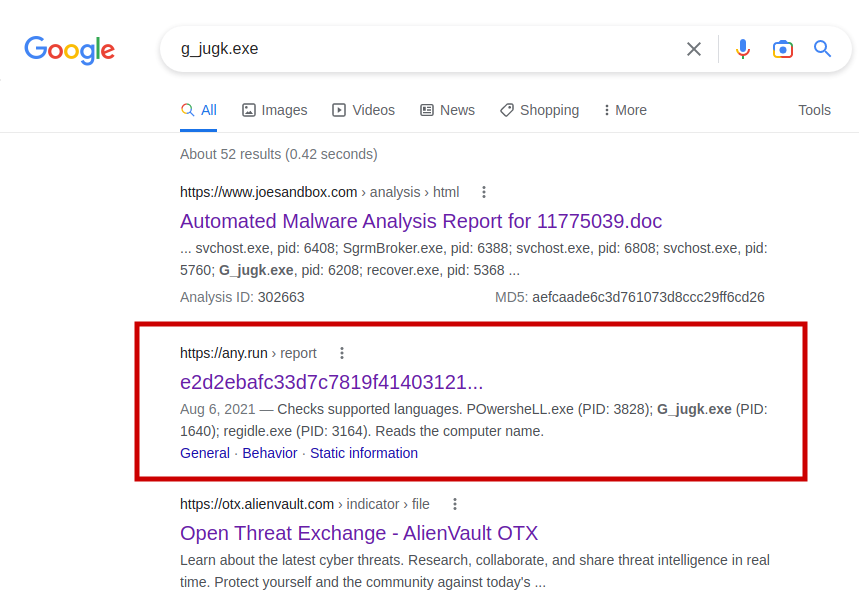 Google
g_jugk.exe
All Images Videos News Shopping More Tools
About 52 results (0.42 seconds)
https://www.joesandbox.com › analysis › html
Automated Malware Analysis Report for 11775039.doc
... svchost.exe, pid: 6408; SgrmBroker.exe, pid: 6388; svchost.exe, pid: 6808; svchost.exe, pid:
5760; G_jugk.exe, pid: 6208; recover.exe, pid: 5368 ...
Analysis ID: 302663 MD5: aefcaade6c3d761073d8ccc29ff6cd26
https://any.run › report
e2d2ebafc33d7c7819f41403121...
Aug 6, 2021 — Checks supported languages. POwersheLL.exe (PID: 3828); G_jugk.exe (PID:
1640); regidle.exe (PID: 3164). Reads the computer name.
General · Behavior · Static information
https://otx.alienvault.com › indicator › file
Open Threat Exchange - AlienVault OTX
Learn about the latest cyber threats. Research, collaborate, and share threat intelligence in real
time. Protect yourself and the community against today's ...